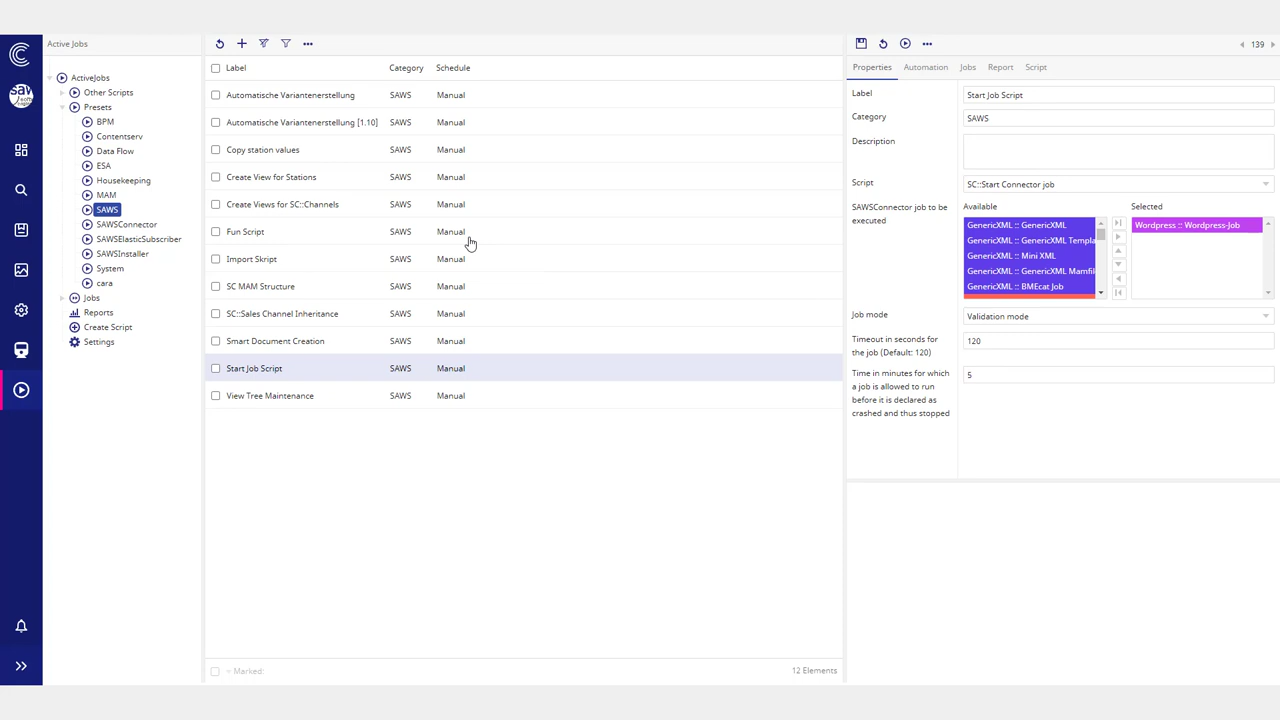 Active Jobs
ActiveJobs
Other Scripts
Presets
BPM
Contentserv
Data Flow
ESA
Housekeeping
MAM
SAWS
SAWSConnector
SAWSElasticSubscriber
SAWSInstaller
System
cara
Jobs
Reports
Create Script
Settings
Label Category Schedule
Automatische Variantenerstellung SAWS Manual
Automatische Variantenerstellung [1.10] SAWS Manual
Copy station values SAWS Manual
Create View for Stations SAWS Manual
Create Views for SC::Channels SAWS Manual
Fun Script SAWS Manual
Import Skript SAWS Manual
SC MAM Structure SAWS Manual
SC::Sales Channel Inheritance SAWS Manual
Smart Document Creation SAWS Manual
Start Job Script SAWS Manual
View Tree Maintenance SAWS Manual
Marked:
12 Elements
139
Properties Automation Jobs Report Script
Label Start Job Script
Category SAWS
Description
Script SC::Start Connector job
SAWSConnector job to be
executed
Available Selected
GenericXML :: GenericXML
GenericXML :: GenericXML Templa
GenericXML :: Mini XML
GenericXML :: GenericXML Mamfil
GenericXML :: BMEcat Job
Wordpress :: Wordpress-Job
Job mode Validation mode
Timeout in seconds for
the job (Default: 120)
120
Time in minutes for which
a job is allowed to run
before it is declared as
crashed and thus stopped
5